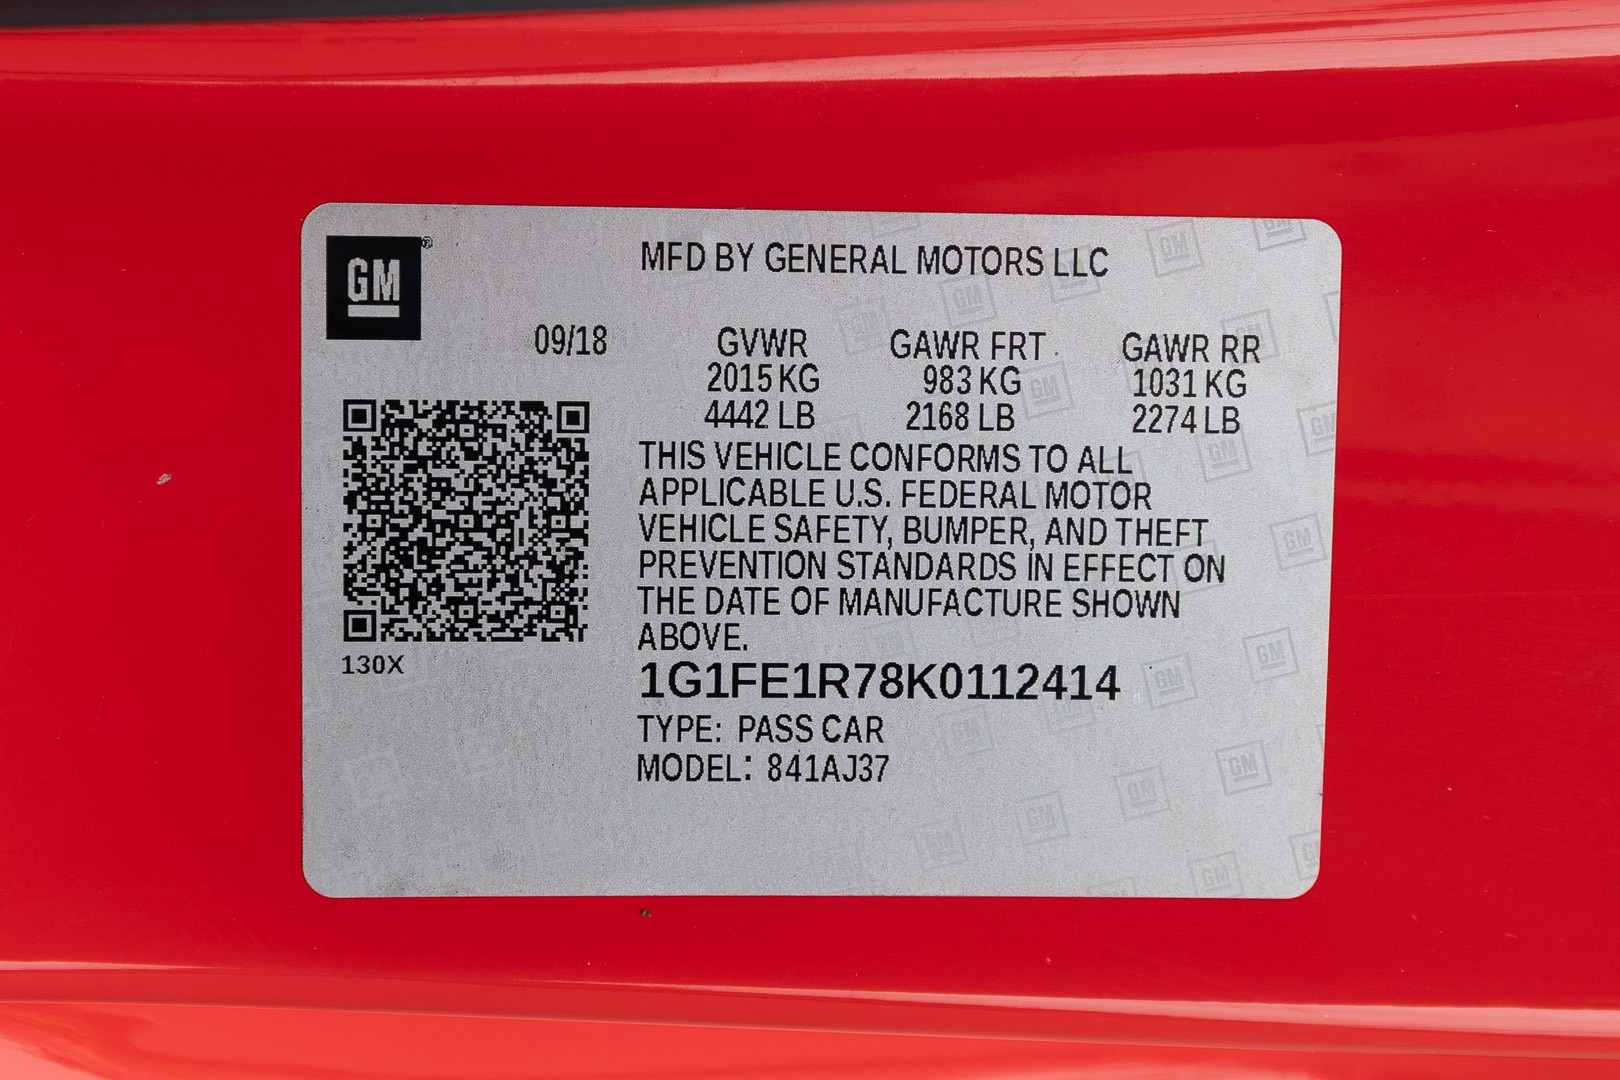 GM®
MFD BY GENERAL MOTORS LLC
09/18 GVWR GAWR FRT GAWR RR
2015 KG 983 KG 1031 KG
4442 LB 2168 LB 2274 LB
THIS VEHICLE CONFORMS TO ALL
APPLICABLE U.S. FEDERAL MOTOR
VEHICLE SAFETY, BUMPER, AND THEFT
PREVENTION STANDARDS IN EFFECT ON
THE DATE OF MANUFACTURE SHOWN
ABOVE.
130X
1G1FE1R78K0112414
TYPE: PASS CAR
MODEL: 841AJ37